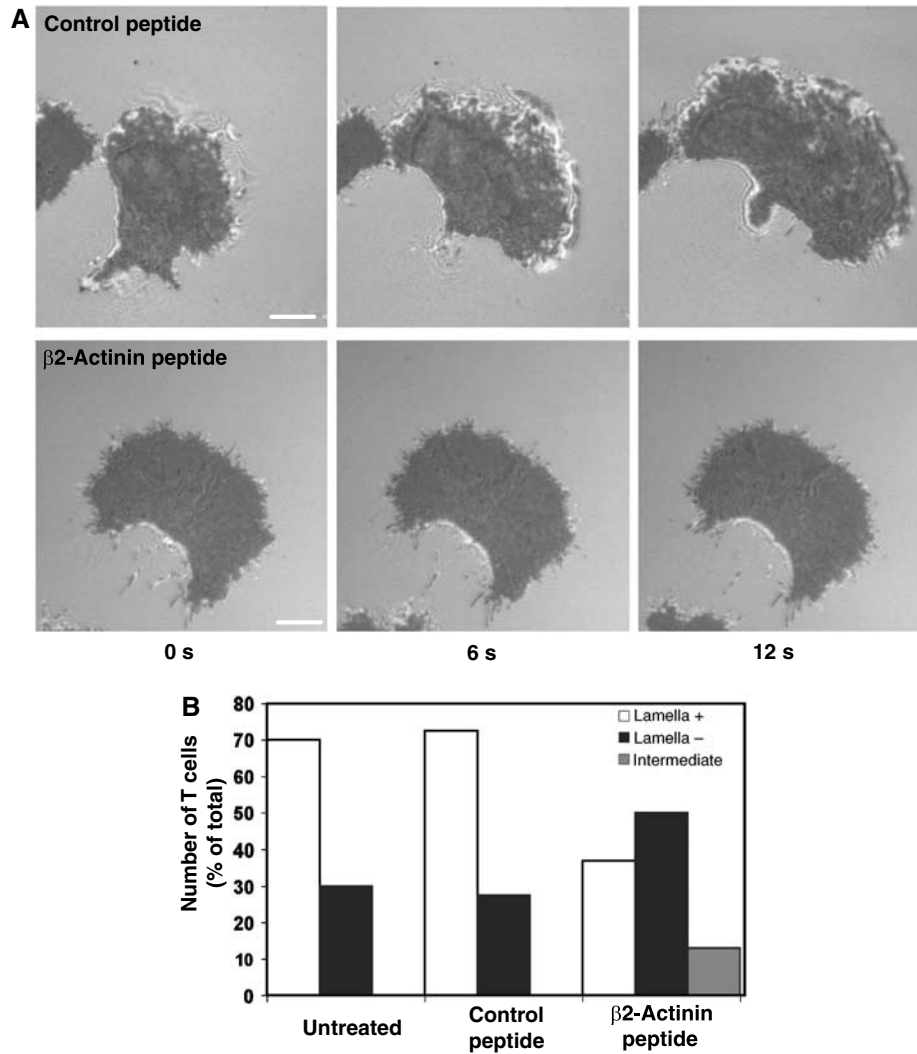 A
Control peptide
β2-Actinin peptide
0 s
6 s
12 s
B
Number of T cells
(% of total)
80
70
60
50
40
30
20
10
0
Lamella +
Lamella –
Intermediate
Untreated
Control
peptide
β2-Actinin
peptide